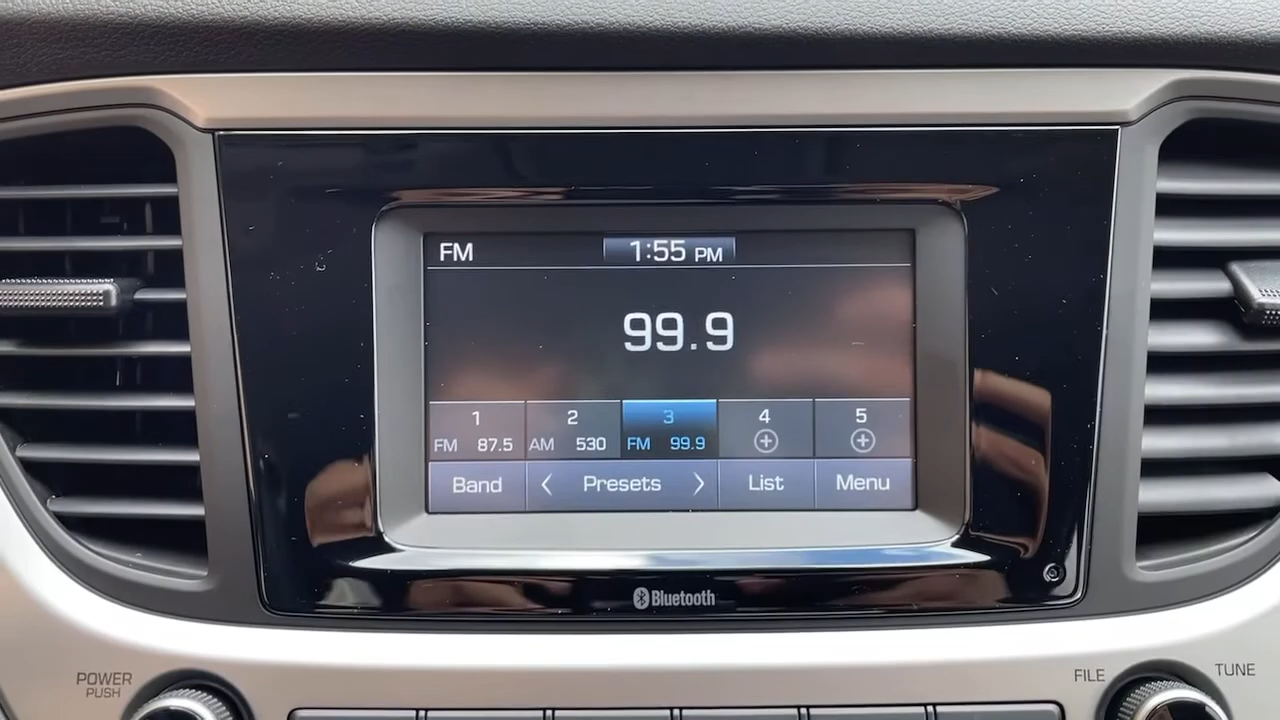 FM 1:55 PM
99.9
1 2 3 4 5
FM 87.5 AM 530 FM 99.9
Band < Presets > List Menu
Bluetooth
POWER
PUSH
FILE TUNE